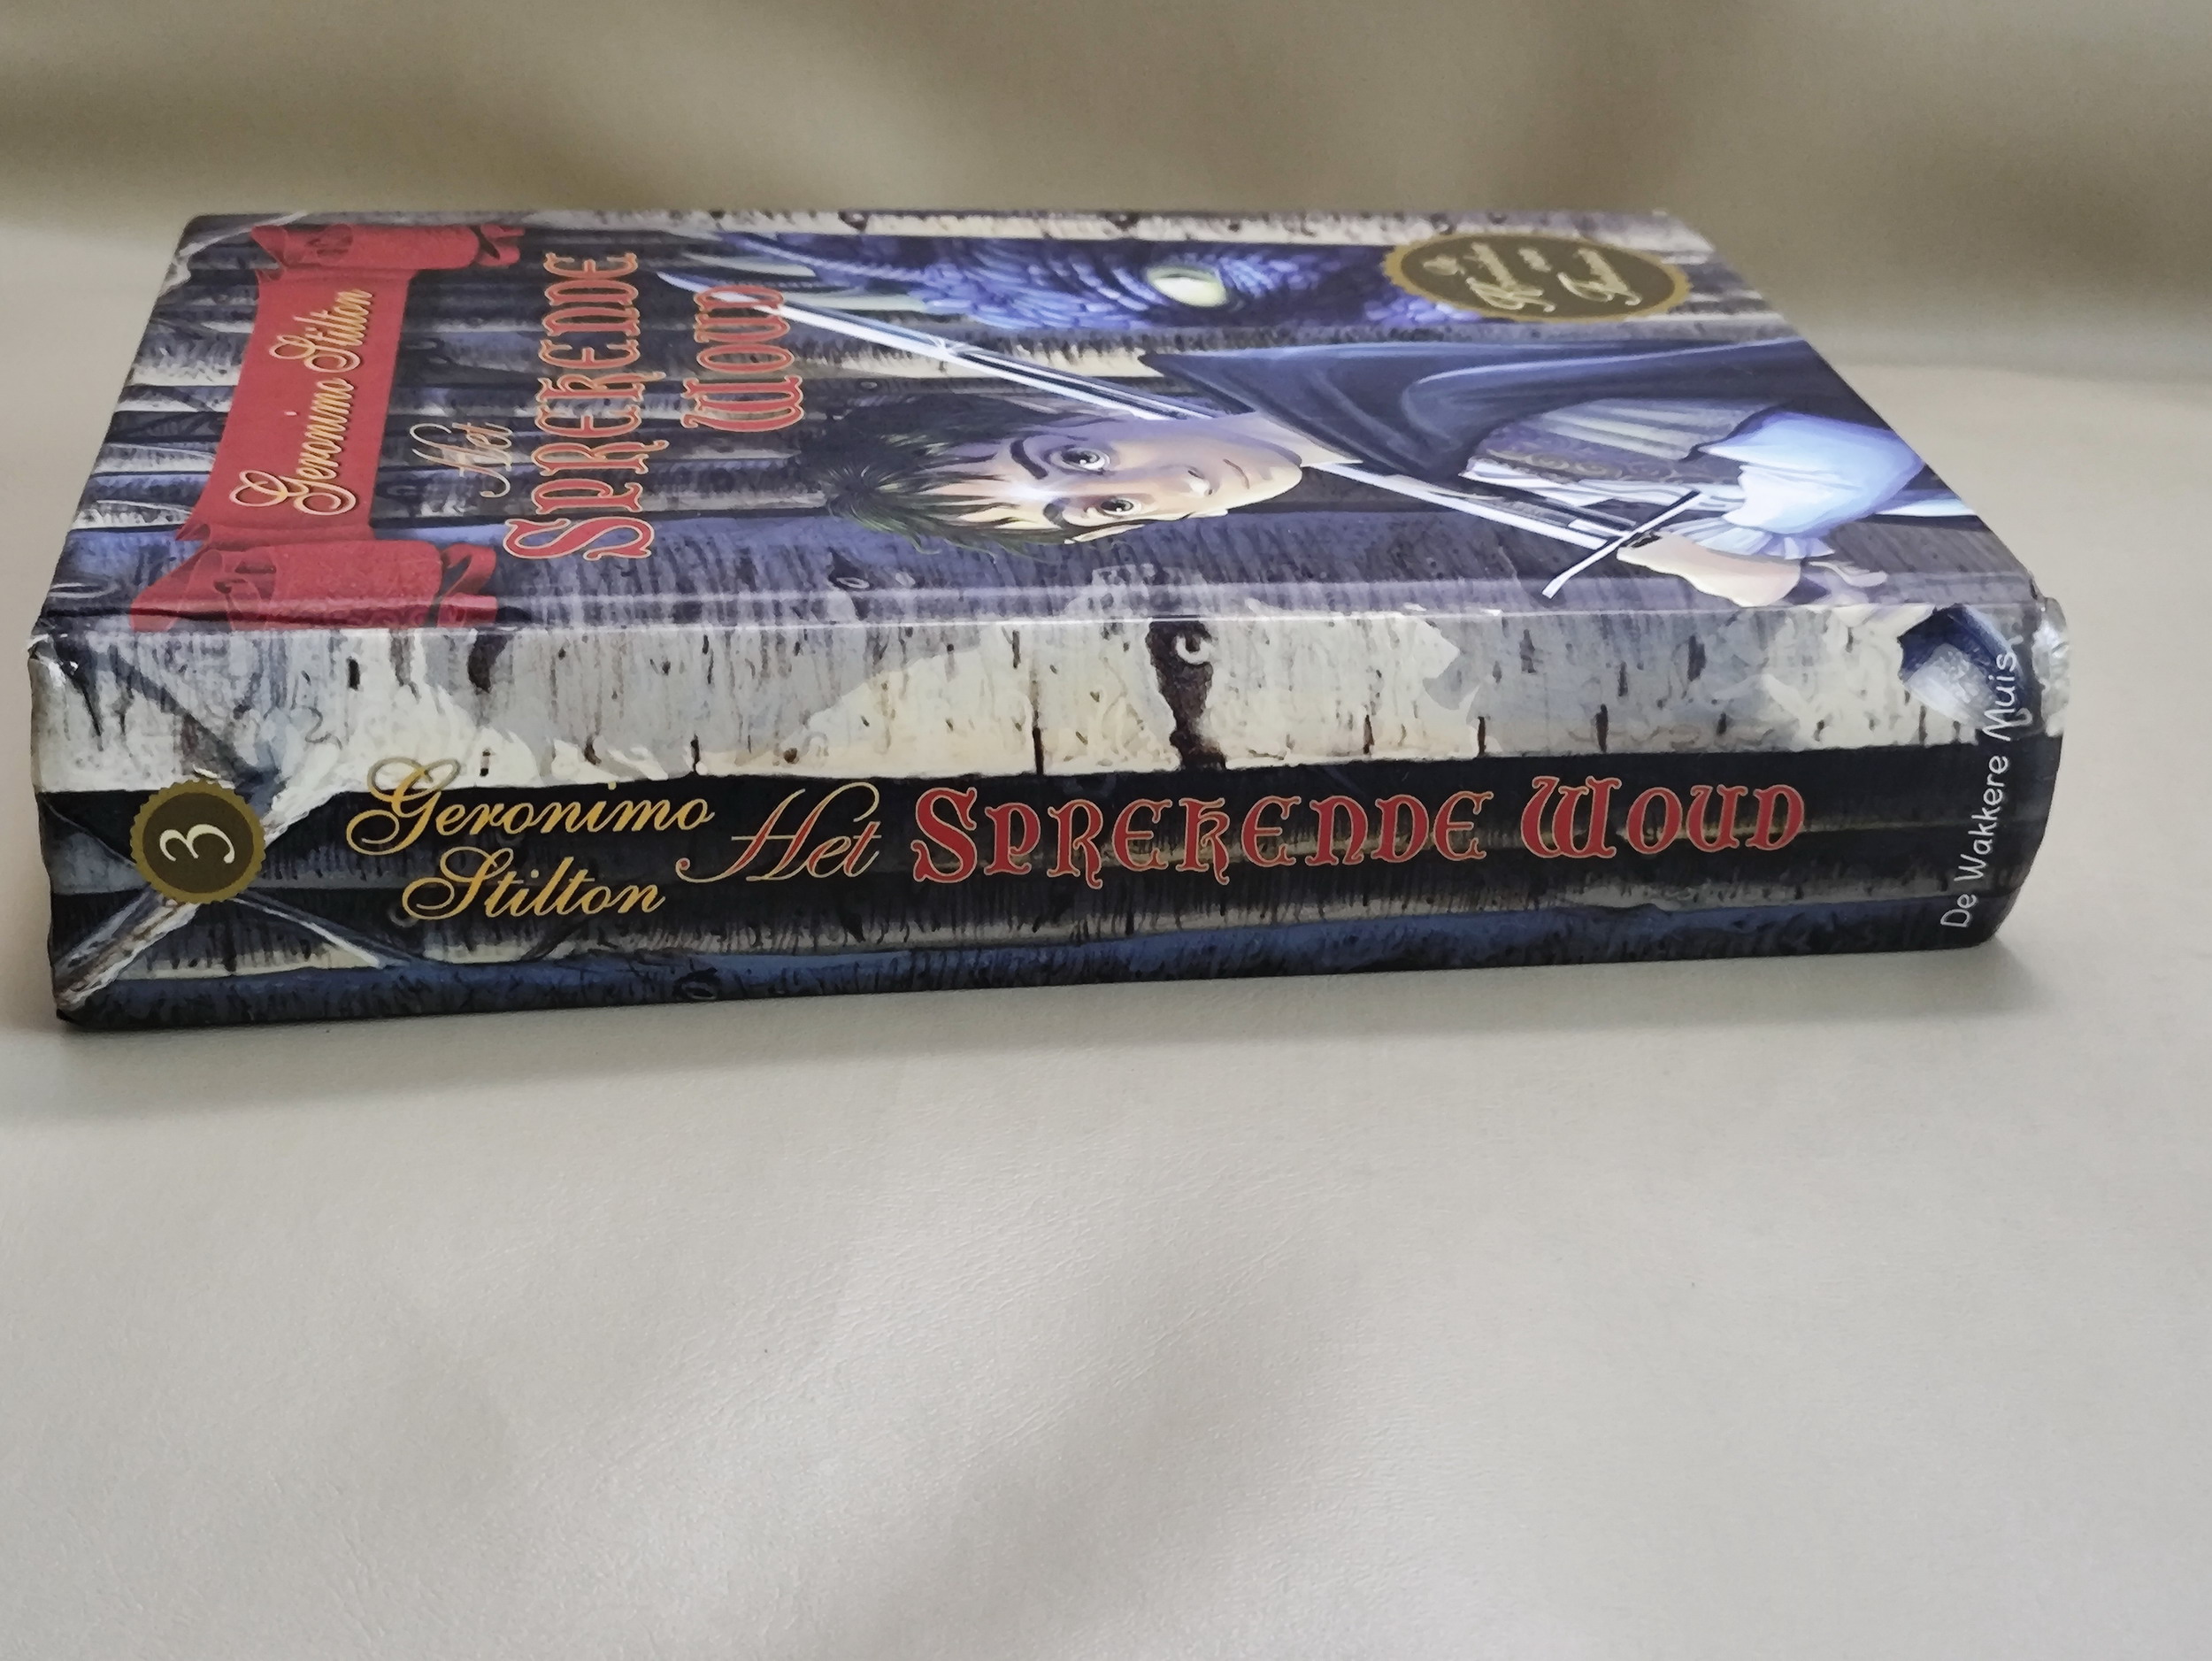 Geronimo Stilton
Het
SPREKENDE
WOUD
3
Geronimo
Stilton
Het SPREKENDE WOUD
De Wakkere Muis